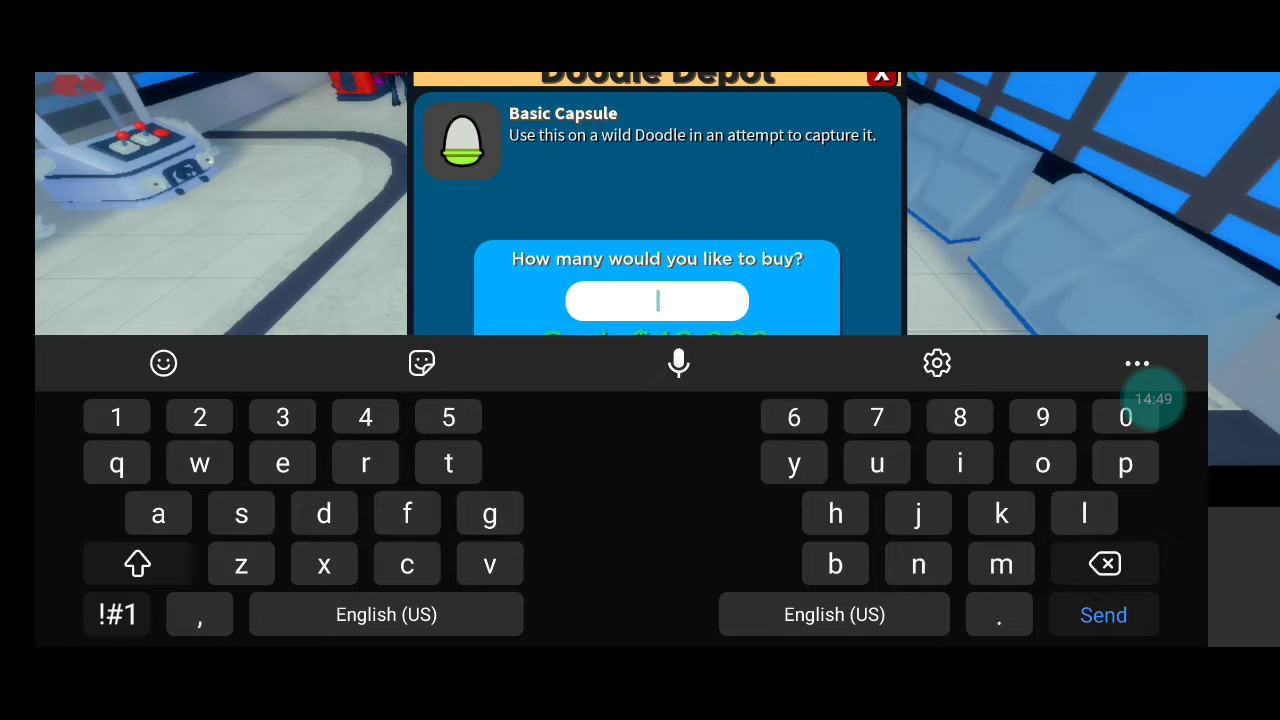 Doodle Depot
X
Basic Capsule
Use this on a wild Doodle in an attempt to capture it.
How many would you like to buy?
14:49
1 2 3 4 5 6 7 8 9 0
q w e r t y u i o p
a s d f g h j k l
z x c v b n m
!#1 , English (US) English (US) . Send